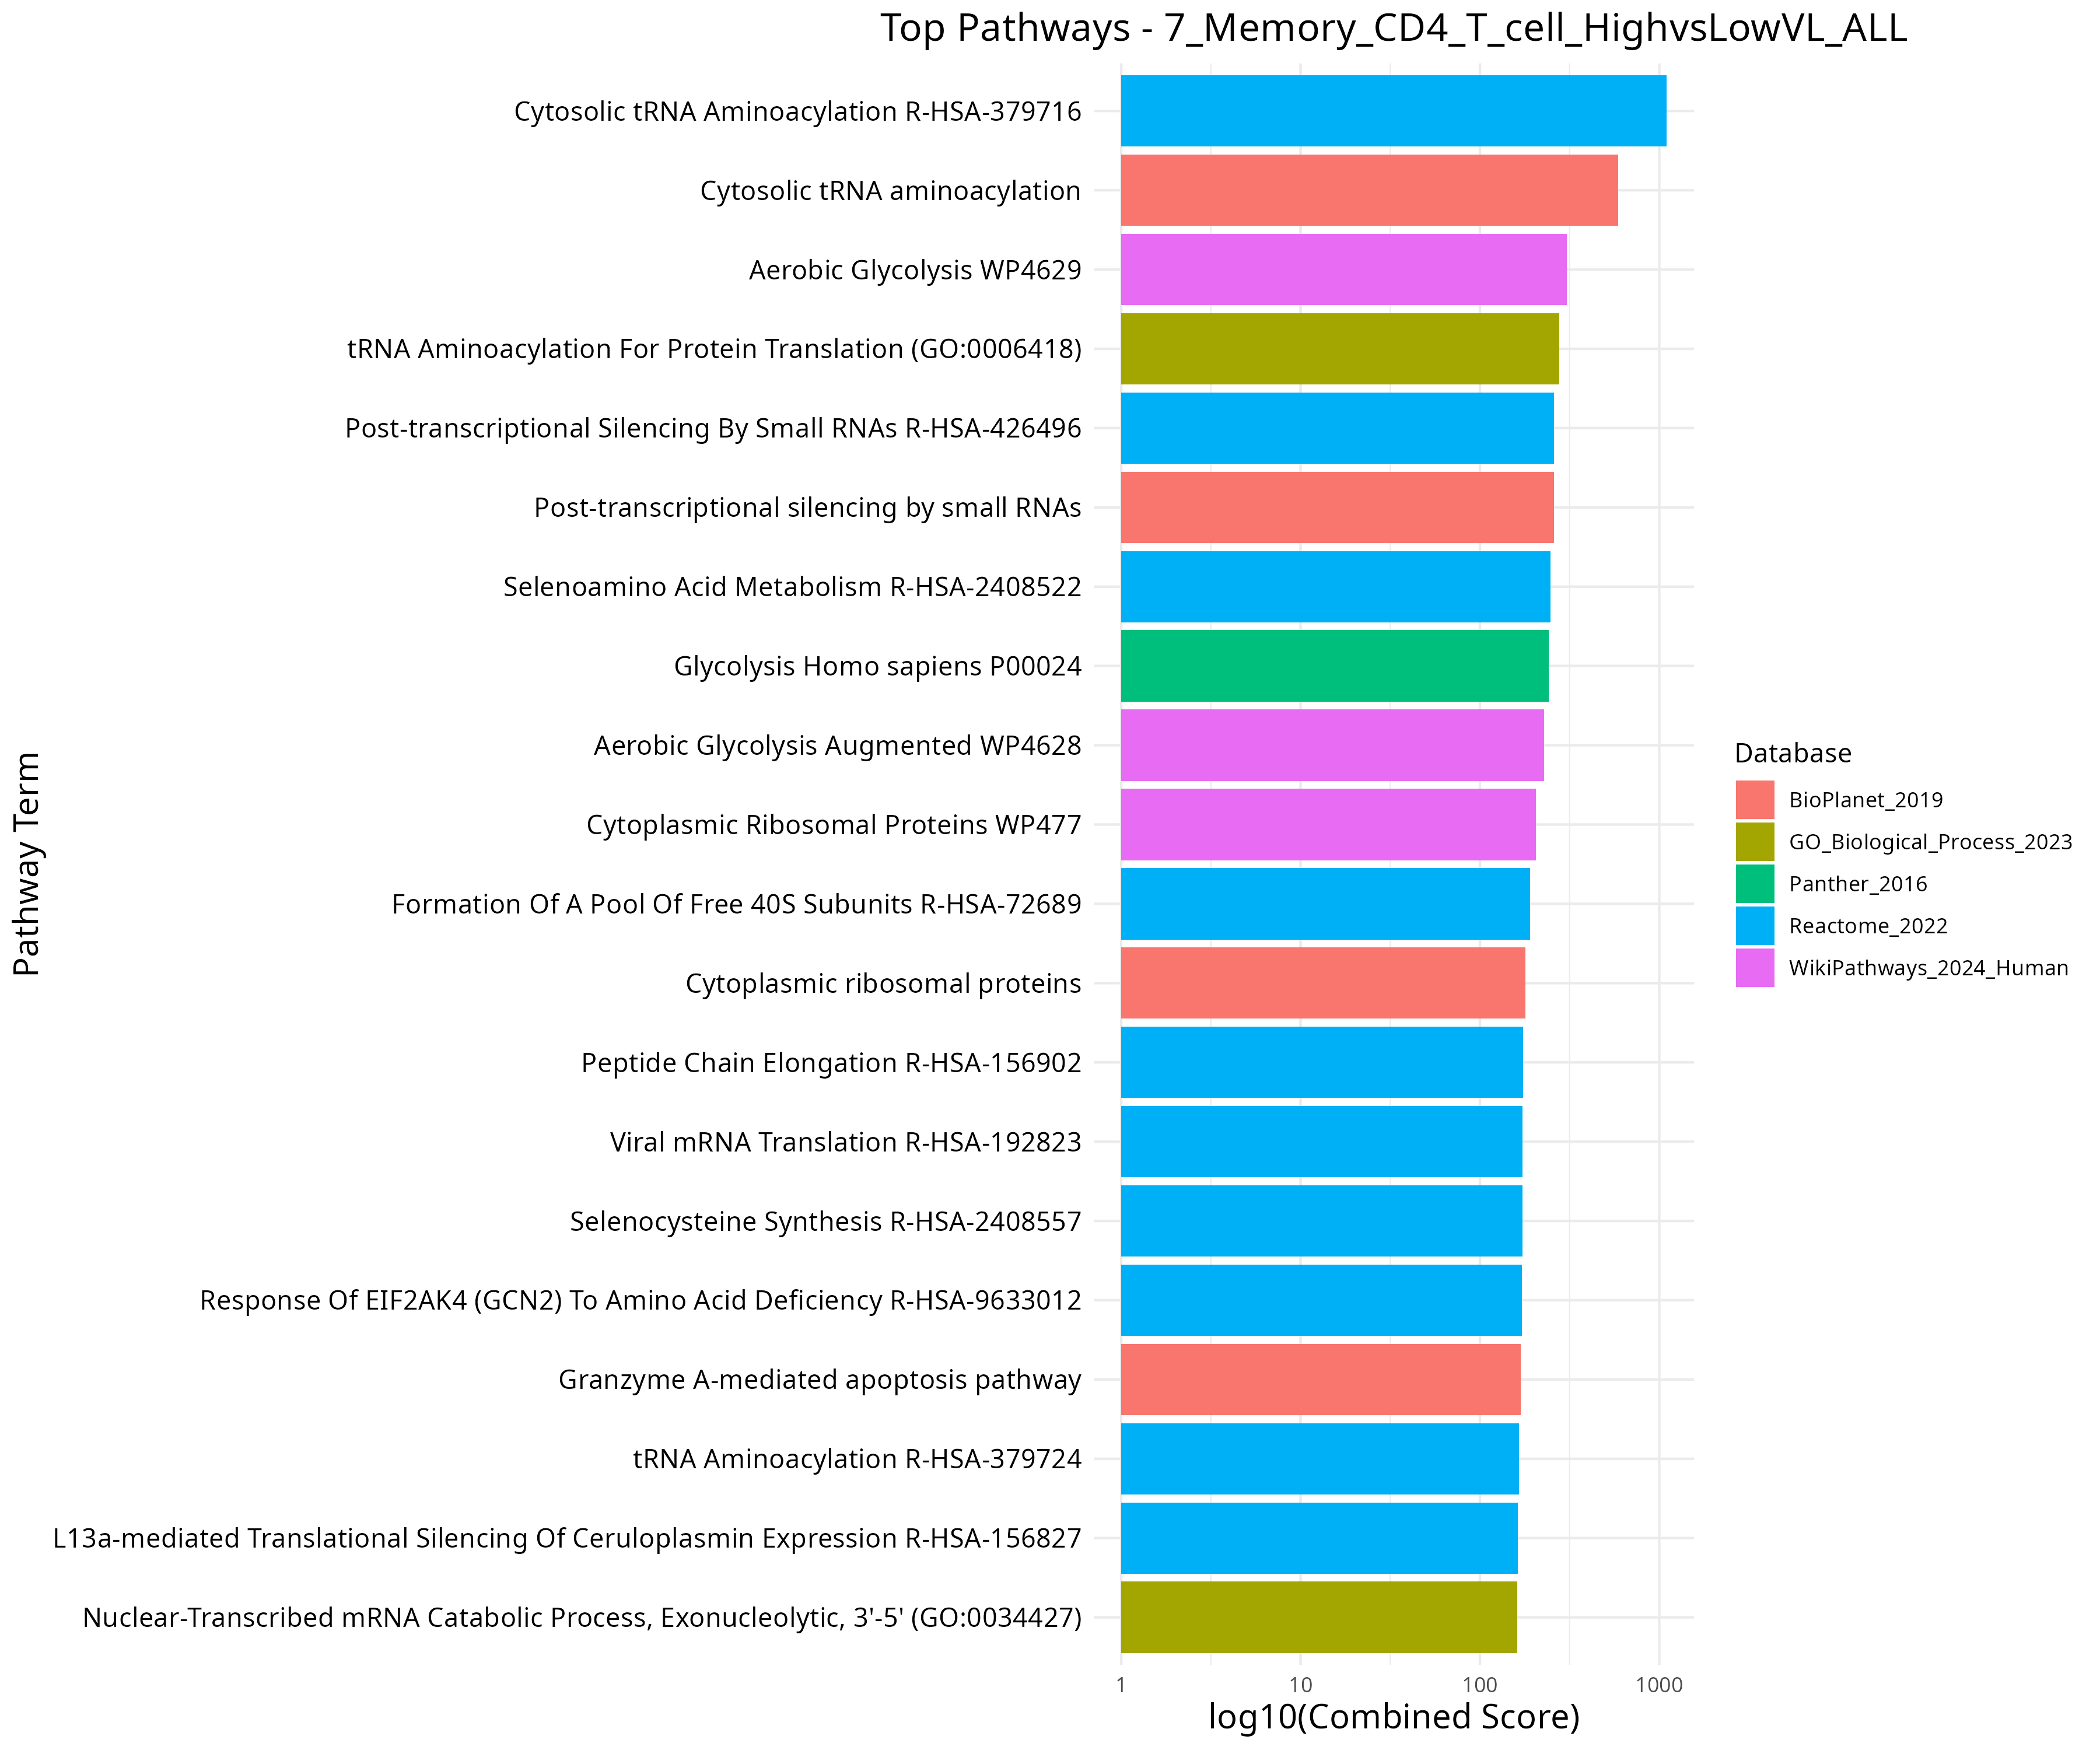 Top Pathways - 7_Memory_CD4_T_cell_HighvsLowVL_ALL
Pathway Term
Cytosolic tRNA Aminoacylation R-HSA-379716
Cytosolic tRNA aminoacylation
Aerobic Glycolysis WP4629
tRNA Aminoacylation For Protein Translation (GO:0006418)
Post-transcriptional Silencing By Small RNAs R-HSA-426496
Post-transcriptional silencing by small RNAs
Selenoamino Acid Metabolism R-HSA-2408522
Glycolysis Homo sapiens P00024
Aerobic Glycolysis Augmented WP4628
Cytoplasmic Ribosomal Proteins WP477
Formation Of A Pool Of Free 40S Subunits R-HSA-72689
Cytoplasmic ribosomal proteins
Peptide Chain Elongation R-HSA-156902
Viral mRNA Translation R-HSA-192823
Selenocysteine Synthesis R-HSA-2408557
Response Of EIF2AK4 (GCN2) To Amino Acid Deficiency R-HSA-9633012
Granzyme A-mediated apoptosis pathway
tRNA Aminoacylation R-HSA-379724
L13a-mediated Translational Silencing Of Ceruloplasmin Expression R-HSA-156827
Nuclear-Transcribed mRNA Catabolic Process, Exonucleolytic, 3'-5' (GO:0034427)
1 10 100 1000
log10(Combined Score)
Database
BioPlanet_2019
GO_Biological_Process_2023
Panther_2016
Reactome_2022
WikiPathways_2024_Human